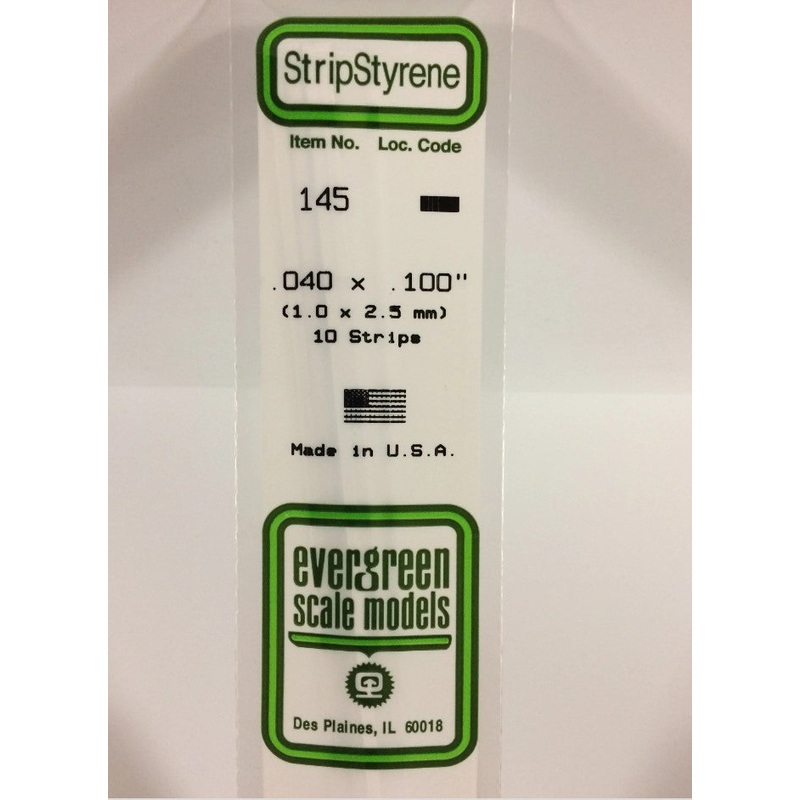 StripStyrene
Item No. Loc. Code
145
.040 x .100"
(1.0 x 2.5 mm)
10 Strips
Made in U.S.A.
evergreen
scale models
Des Plaines, IL 60018